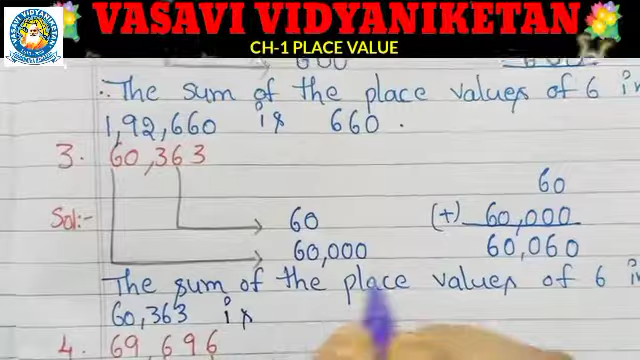 VASAVI VIDYANIKETAN
CH-1 PLACE VALUE
∴ The sum of the place values of 6 in
1,92,660 is 660.
3. 60,363
60
Sol:-
60
(+) 60,000
60,000
60,060
The sum of the place values of 6 in
60,363 is
4. 69,696